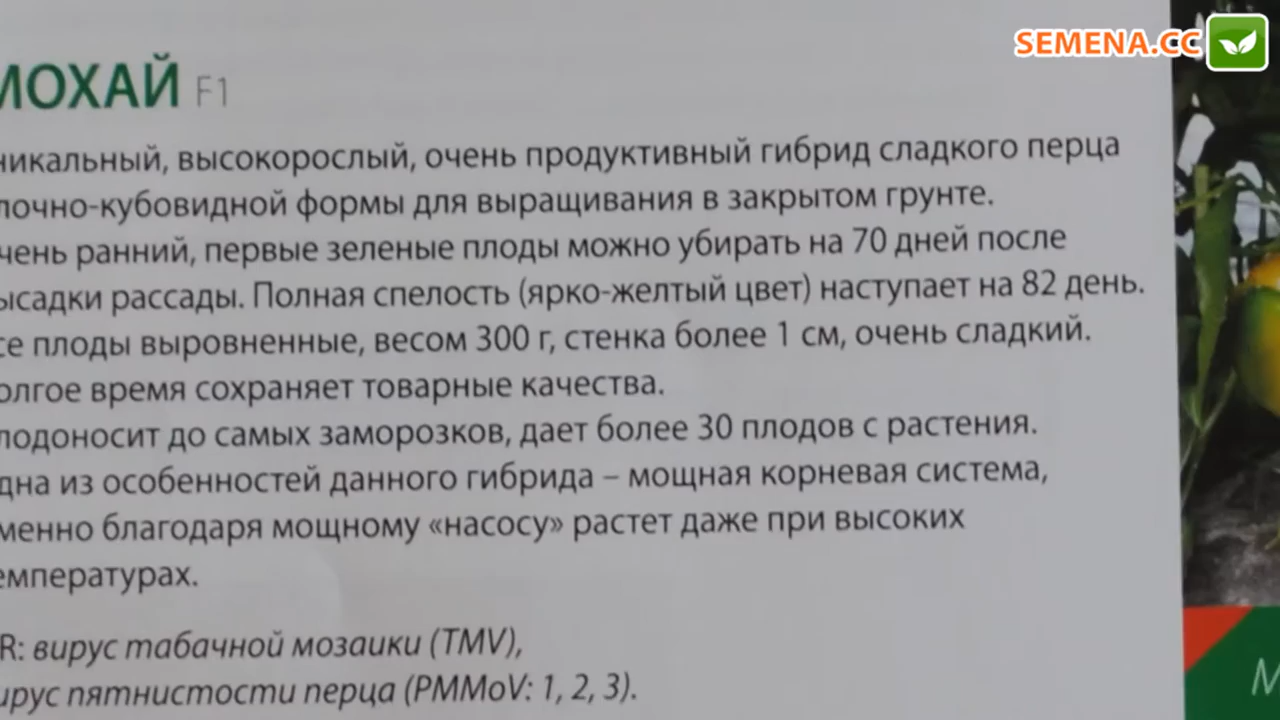 SEMENA.CC
МОХАЙ F1
никальный, высокорослый, очень продуктивный гибрид сладкого перца
лочно-кубовидной формы для выращивания в закрытом грунте.
чень ранний, первые зеленые плоды можно убирать на 70 дней после
ысадки рассады. Полная спелость (ярко-желтый цвет) наступает на 82 день.
се плоды выровненные, весом 300 г, стенка более 1 см, очень сладкий.
олгое время сохраняет товарные качества.
лодоносит до самых заморозков, дает более 30 плодов с растения.
дна из особенностей данного гибрида – мощная корневая система,
менно благодаря мощному «насосу» растет даже при высоких
емпературах.
R: вирус табачной мозаики (TMV),
ирус пятнистости перца (PMMoV: 1, 2, 3).